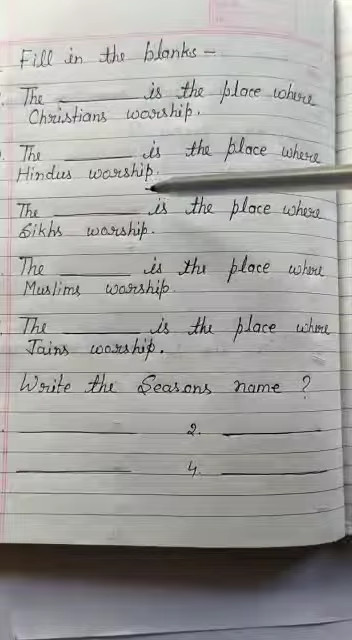 Fill in the blanks -
The ________ is the place where
Christians worship.
The ________ is the place where
Hindus worship.
The ________ is the place where
Sikhs worship.
The ________ is the place where
Muslims worship.
The ________ is the place where
Jains worship.
Write the Seasons name ?
________ 2. ________
________ 4. ________